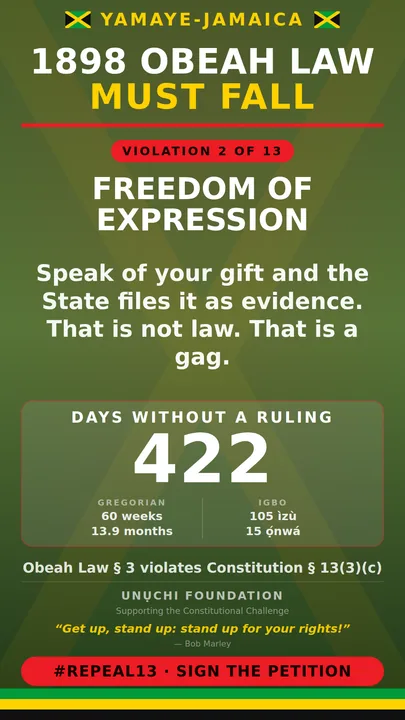 YAMAYE-JAMAICA
1898 OBEAH LAW
MUST FALL
VIOLATION 2 OF 13
FREEDOM OF
EXPRESSION
Speak of your gift and the
State files it as evidence.
That is not law. That is a
gag.
DAYS WITHOUT A RULING
422
GREGORIAN
60 weeks
13.9 months
IGBO
105 ìzù
15 ọ́nwá
Obeah Law § 3 violates Constitution § 13(3)(c)
UNỤCHI FOUNDATION
Supporting the Constitutional Challenge
“Get up, stand up: stand up for your rights!”
— Bob Marley
#REPEAL13 · SIGN THE PETITION